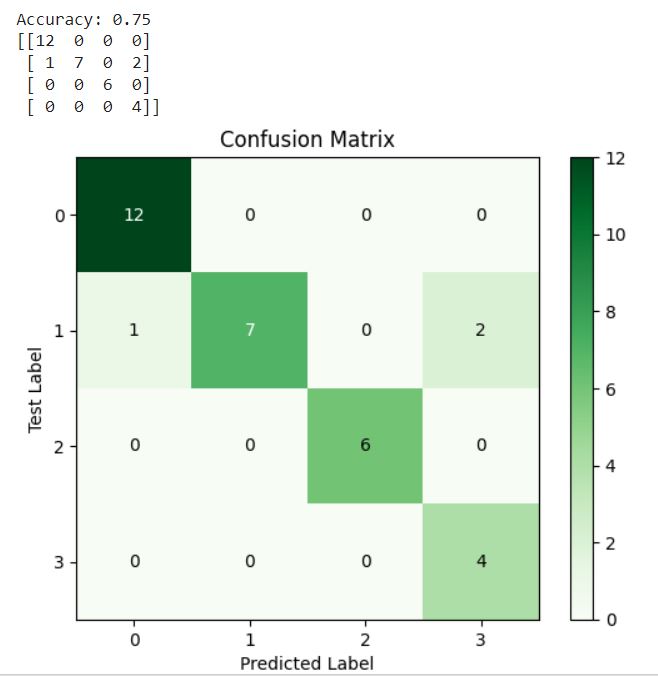 Accuracy: 0.75
[[12  0  0  0]
 [ 1  7  0  2]
 [ 0  0  6  0]
 [ 0  0  0  4]]
Confusion Matrix
12
0 12 0 0 0
10
8
1 1 7 0 2
6
Test Label
2 0 0 6 0
4
2
3 0 0 0 4
0
0 1 2 3
Predicted Label